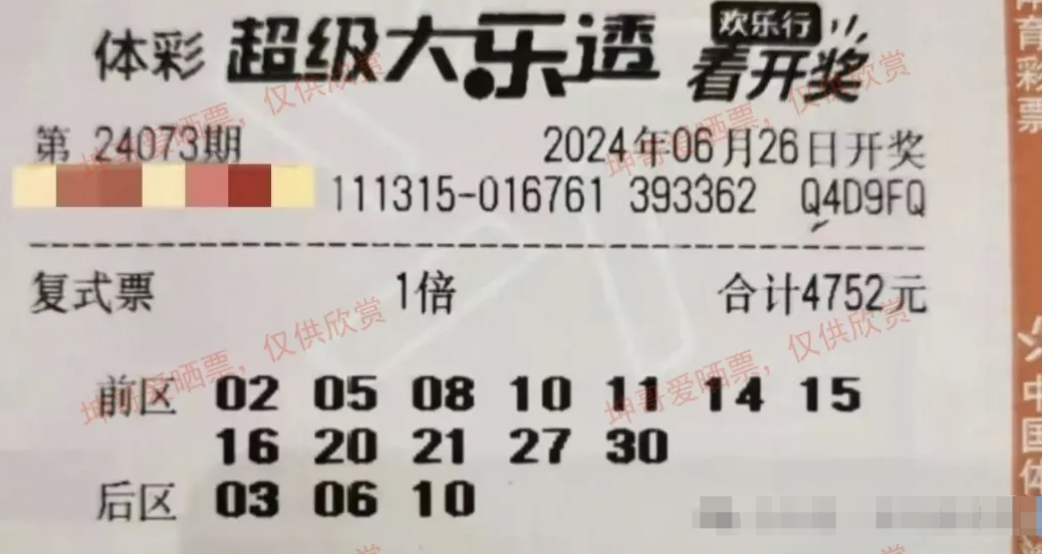 体彩 超级大乐透 欢乐行 看开奖
第 24073期 2024年06月26日开奖
111315-016761 393362 Q4D9FQ
复式票 1倍 合计4752元
前区 02 05 08 10 11 14 15
16 20 21 27 30
后区 03 06 10
坤哥爱晒票，仅供欣赏
坤哥爱晒票，仅供欣赏
坤哥爱晒票，仅供欣赏
坤哥爱晒票，仅供欣赏
育彩票
中国体